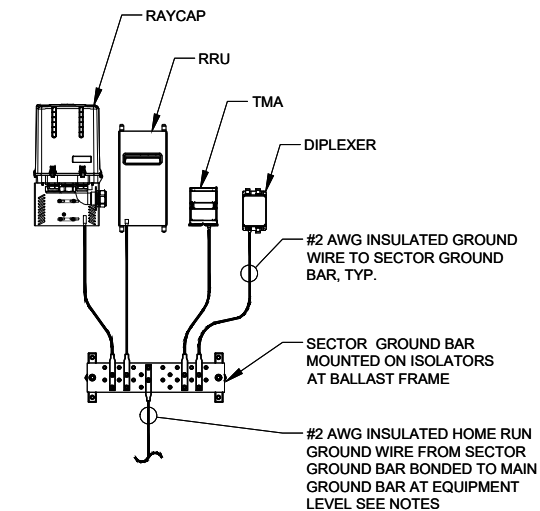 RAYCAP
RRU
TMA
DIPLEXER
#2 AWG INSULATED GROUND
WIRE TO SECTOR GROUND
BAR, TYP.
SECTOR GROUND BAR
MOUNTED ON ISOLATORS
AT BALLAST FRAME
#2 AWG INSULATED HOME RUN
GROUND WIRE FROM SECTOR
GROUND BAR BONDED TO MAIN
GROUND BAR AT EQUIPMENT
LEVEL SEE NOTES